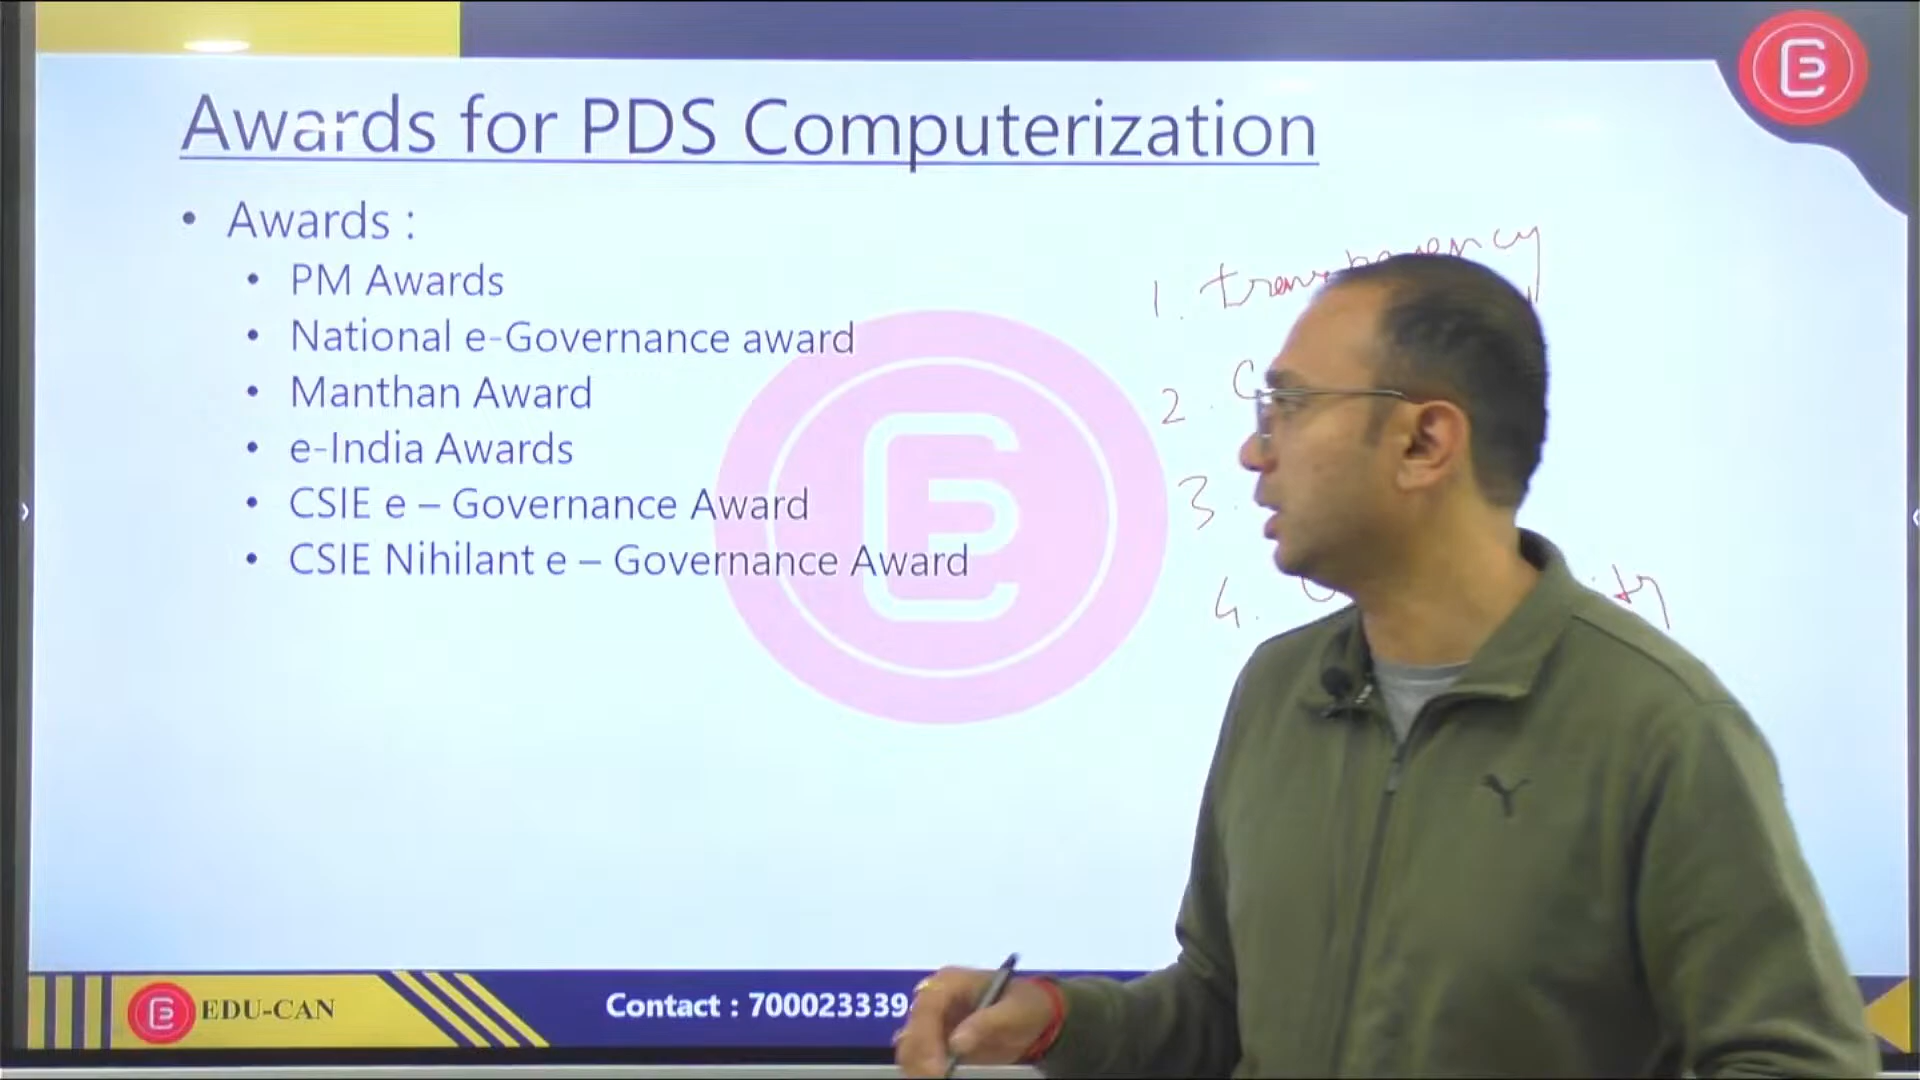 Awards for PDS Computerization
• Awards :
• PM Awards
• National e-Governance award
• Manthan Award
• e-India Awards
• CSIE e – Governance Award
• CSIE Nihilant e – Governance Award
1. transparency
2.
3.
4.
EDU-CAN
Contact : 700023339